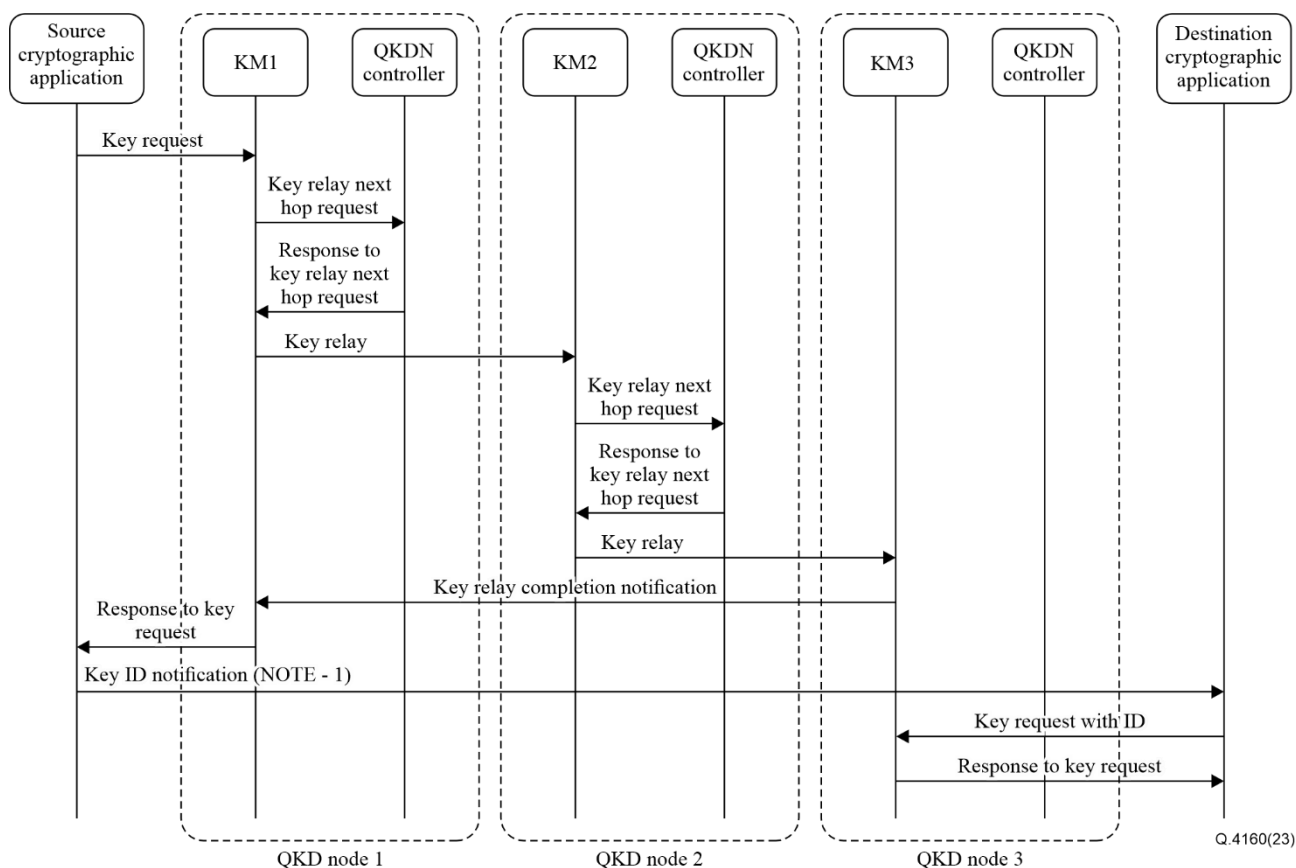 Source
cryptographic
application
KM1
QKDN
controller
KM2
QKDN
controller
KM3
QKDN
controller
Destination
cryptographic
application
Key request
Key relay next
hop request
Response to
key relay next
hop request
Key relay
Key relay next
hop request
Response to
key relay next
hop request
Key relay
Key relay completion notification
Response to key
request
Key ID notification (NOTE - 1)
Key request with ID
Response to key request
Q.4160(23)
QKD node 1
QKD node 2
QKD node 3